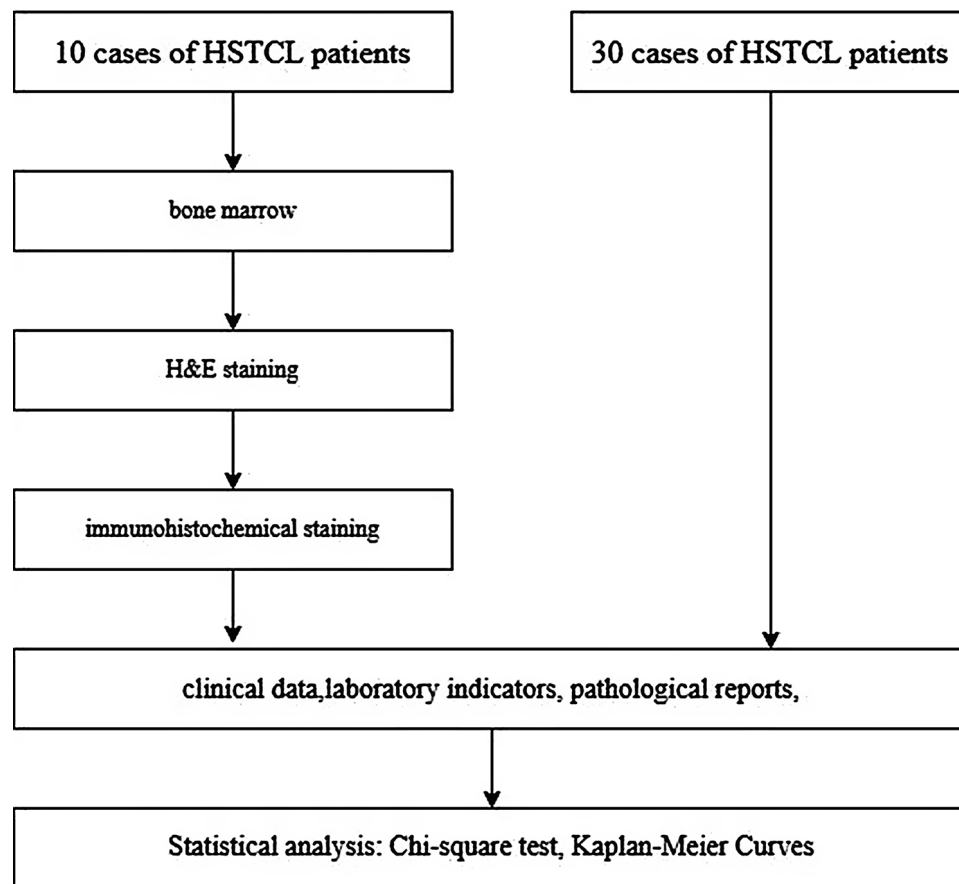 10 cases of HSTCL patients
30 cases of HSTCL patients
bone marrow
H&E staining
immunohistochemical staining
clinical data,laboratory indicators, pathological reports,
Statistical analysis: Chi-square test, Kaplan-Meier Curves